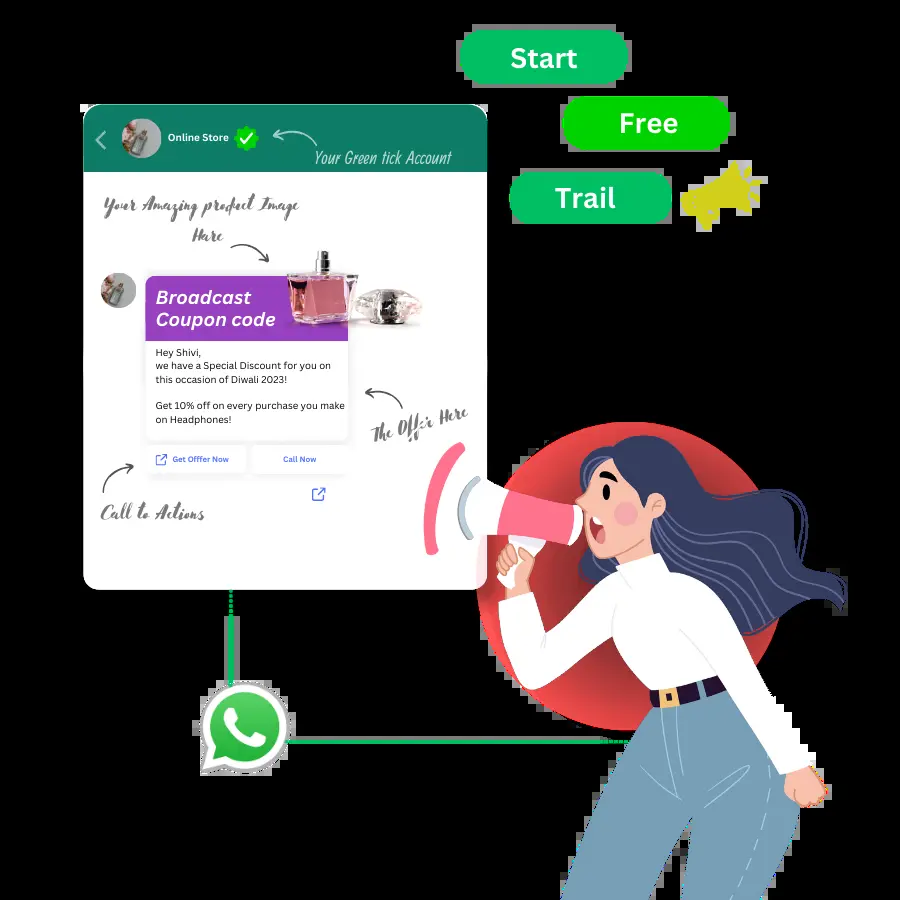 Start
Free
Trail
Online Store
Your Green tick Account
Your Amazing product Image
Hare
Broadcast
Coupon code
Hey Shivi,
we have a Special Discount for you on
this occasion of Diwali 2023!
Get 10% off on every purchase you make
on Headphones!
The Offer Here
Get Offfer Now
Call Now
Call to Actions